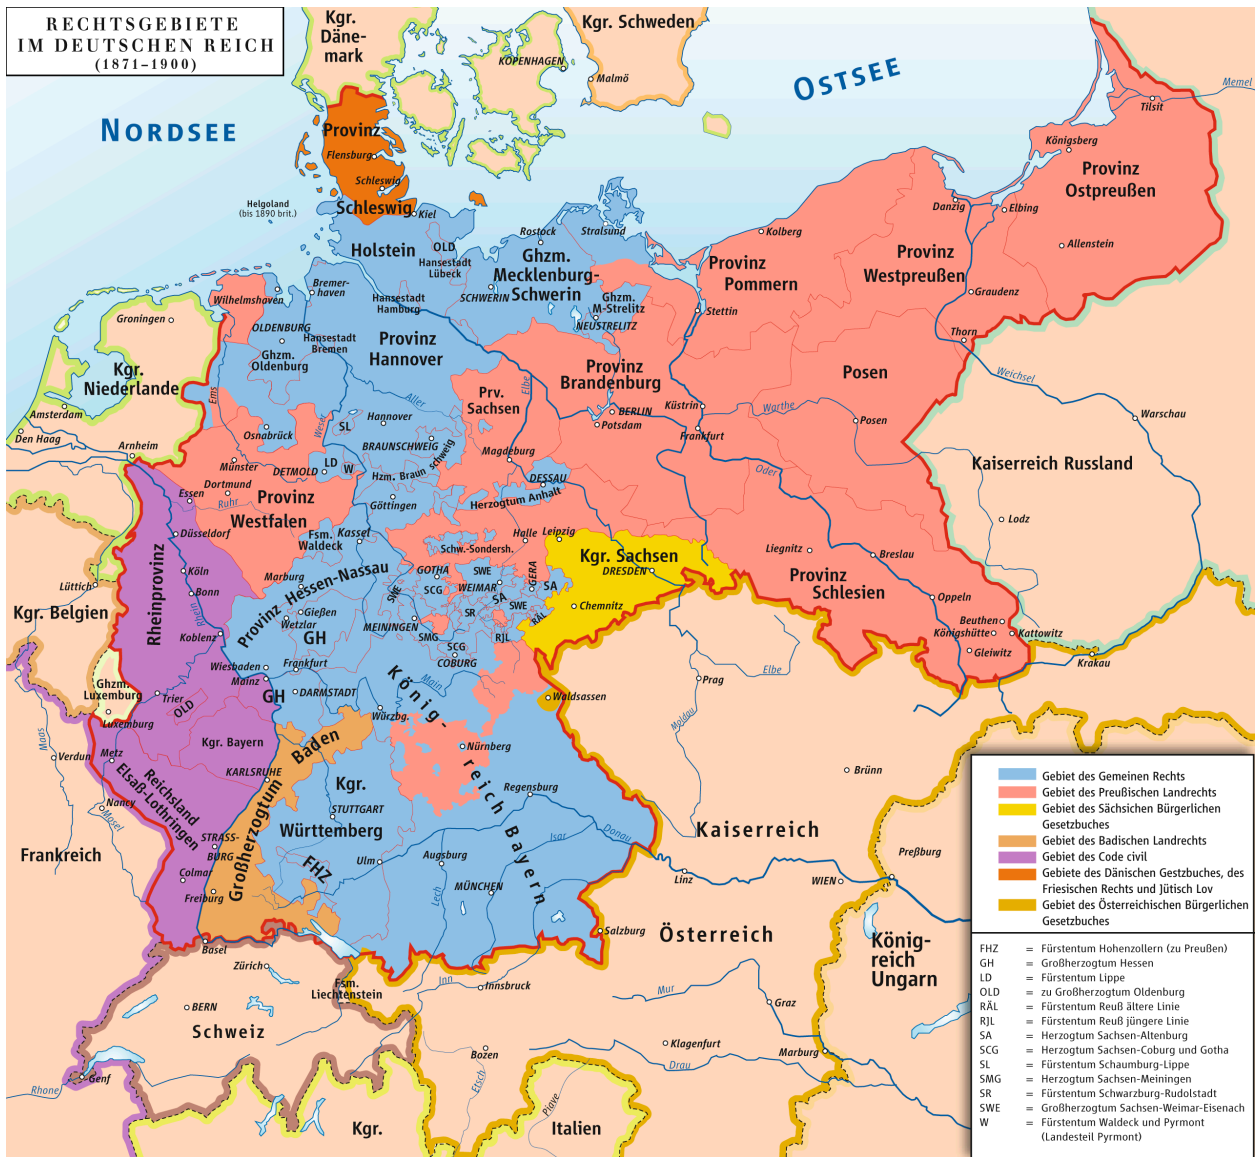 RECHTSGEBIETE
IM DEUTSCHEN REICH
(1871–1900)
Kgr.
Däne-
mark
Kgr. Schweden
KOPENHAGEN
Malmö
OSTSEE
NORDSEE
Memel
Tilsit
Königsberg
Provinz
Ostpreußen
Provinz
Flensburg
Schleswig
Schleswig
Helgoland
(bis 1890 brit.)
Kiel
Danzig
Elbing
Allenstein
Holstein
OLD
Hansestadt
Lübeck
Rostock
Stralsund
Kolberg
Ghzm.
Mecklenburg-
Schwerin
SCHWERIN
Provinz
Pommern
Provinz
Westpreußen
Graudenz
Wilhelmshaven
Bremer-
haven
Hansestadt
Hamburg
Ghzm.
M-Strelitz
NEUSTRELITZ
Stettin
Groningen
OLDENBURG
Hansestadt
Bremen
Ghzm.
Oldenburg
Provinz
Hannover
Thorn
Weichsel
Kgr.
Niederlande
Ems
Aller
Elbe
Prv.
Sachsen
Provinz
Brandenburg
Posen
Amsterdam
Den Haag
Arnheim
Osnabrück
Weser
SL
Hannover
BRAUNSCHWEIG
BERLIN
Potsdam
Küstrin
Frankfurt
Warthe
Posen
Warschau
Münster
DETMOLD
LD
W
Hzm. Braunschweig
Magdeburg
Oder
Kaiserreich Russland
Dortmund
Essen
Ruhr
Provinz
Westfalen
Göttingen
DESSAU
Herzogtum Anhalt
Lodz
Düsseldorf
Fsm.
Waldeck
Kassel
Schw.-Sondersh.
Halle
Leipzig
Kgr. Sachsen
DRESDEN
Liegnitz
Breslau
Rheinprovinz
Köln
Bonn
Rhein
Marburg
Provinz Hessen-Nassau
GOTHA
SCG
SWE
SWE
WEIMAR
SA
GERA
SA
SWE
SR
RÄL
Chemnitz
Provinz
Schlesien
Oppeln
Lüttich
Kgr. Belgien
Gießen
Wetzlar
GH
MEININGEN
SMG
SCG
COBURG
RJL
Beuthen
Königshütte
Kattowitz
Gleiwitz
Krakau
Koblenz
Wiesbaden
Mainz
Frankfurt
GH
DARMSTADT
Main
Elbe
Prag
Moldau
Ghzm.
Luxemburg
Luxemburg
Trier
OLD
Würzbg.
König-
reich Bayern
Waldsassen
Maas
Verdun
Metz
Kgr. Bayern
KARLSRUHE
Großherzogtum
Baden
Nürnberg
Brünn
Reichsland
Elsaß-Lothringen
Nancy
Mosel
Kgr.
Württemberg
STUTTGART
Regensburg
Frankreich
STRASS-
BURG
Isar
Donau
Kaiserreich
Colmar
FHZ
Ulm
Augsburg
Preßburg
Freiburg
Lech
MÜNCHEN
Linz
WIEN
Basel
Salzburg
Österreich
König-
reich
Ungarn
Zürich
Fsm.
Liechtenstein
Inn
Innsbruck
BERN
Schweiz
Mur
Graz
Bozen
Klagenfurt
Drau
Marburg
Rhone
Genf
Etsch
Piave
Kgr.
Italien
Gebiet des Gemeinen Rechts
Gebiet des Preußischen Landrechts
Gebiet des Sächsischen Bürgerlichen
Gesetzbuches
Gebiet des Badischen Landrechts
Gebiet des Code civil
Gebiete des Dänischen Gestzbuches, des
Friesischen Rechts und Jütisch Lov
Gebiet des Österreichischen Bürgerlichen
Gesetzbuches
FHZ = Fürstentum Hohenzollern (zu Preußen)
GH = Großherzogtum Hessen
LD = Fürstentum Lippe
OLD = zu Großherzogtum Oldenburg
RÄL = Fürstentum Reuß ältere Linie
RJL = Fürstentum Reuß jüngere Linie
SA = Herzogtum Sachsen-Altenburg
SCG = Herzogtum Sachsen-Coburg und Gotha
SL = Fürstentum Schaumburg-Lippe
SMG = Herzogtum Sachsen-Meiningen
SR = Fürstentum Schwarzburg-Rudolstadt
SWE = Großherzogtum Sachsen-Weimar-Eisenach
W = Fürstentum Waldeck und Pyrmont
(Landesteil Pyrmont)